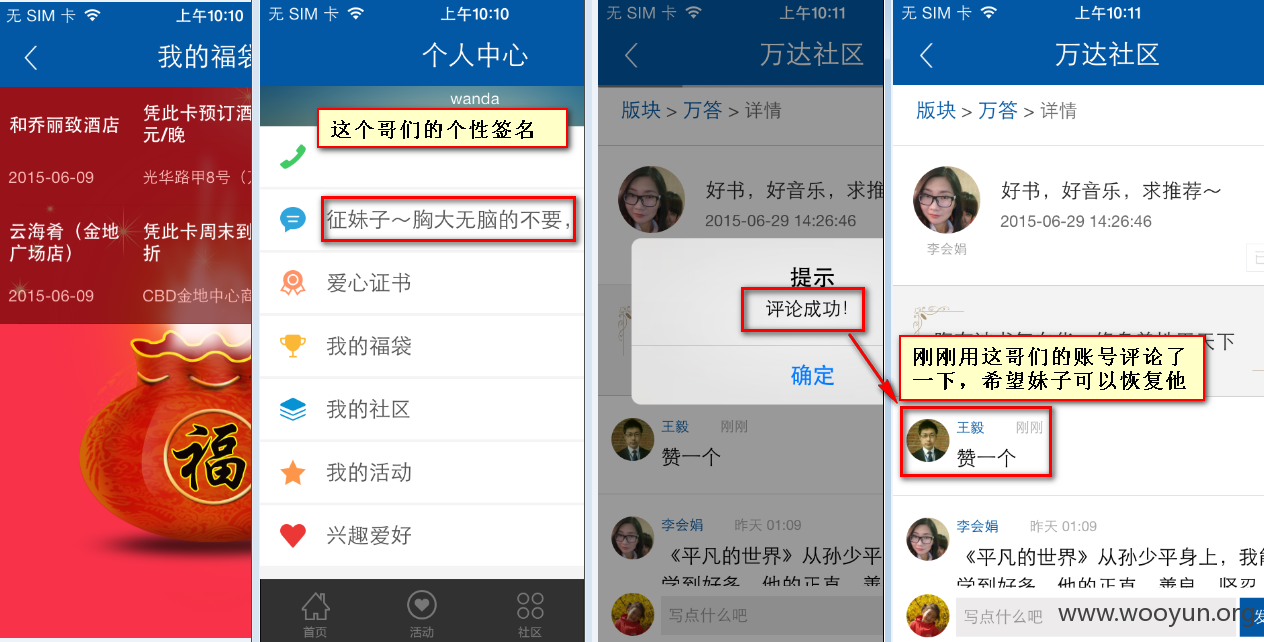 无 SIM 卡 上午10:10
我的福袋
和乔丽致酒店
凭此卡预订酒
元/晚
2015-06-09
光华路甲8号（
云海肴（金地
广场店）
凭此卡周末到
折
2015-06-09
CBD金地中心商
福
无 SIM 卡 上午10:10
个人中心
wanda
这个哥们的个性签名
征妹子～胸大无脑的不要，
爱心证书
我的福袋
我的社区
我的活动
兴趣爱好
首页 活动 社区
无 SIM 卡 上午10:11
万达社区
版块 > 万答 > 详情
好书，好音乐，求推
2015-06-29 14:26:46
提示
评论成功!
确定
王毅 刚刚
赞一个
李会娟 昨天 01:09
《平凡的世界》从孙少平
学到好多，他的正直，善
写点什么吧
无 SIM 卡 上午10:11
万达社区
版块 > 万答 > 详情
好书，好音乐，求推荐～
2015-06-29 14:26:46
李会娟
天下
刚刚用这哥们的账号评论了
一下，希望妹子可以恢复他
王毅 刚刚
赞一个
李会娟 昨天 01:09
《平凡的世界》从孙少平身上，我能
学到好多，他的正直，善良，坚忍
写点什么吧
发
www.wooyun.org